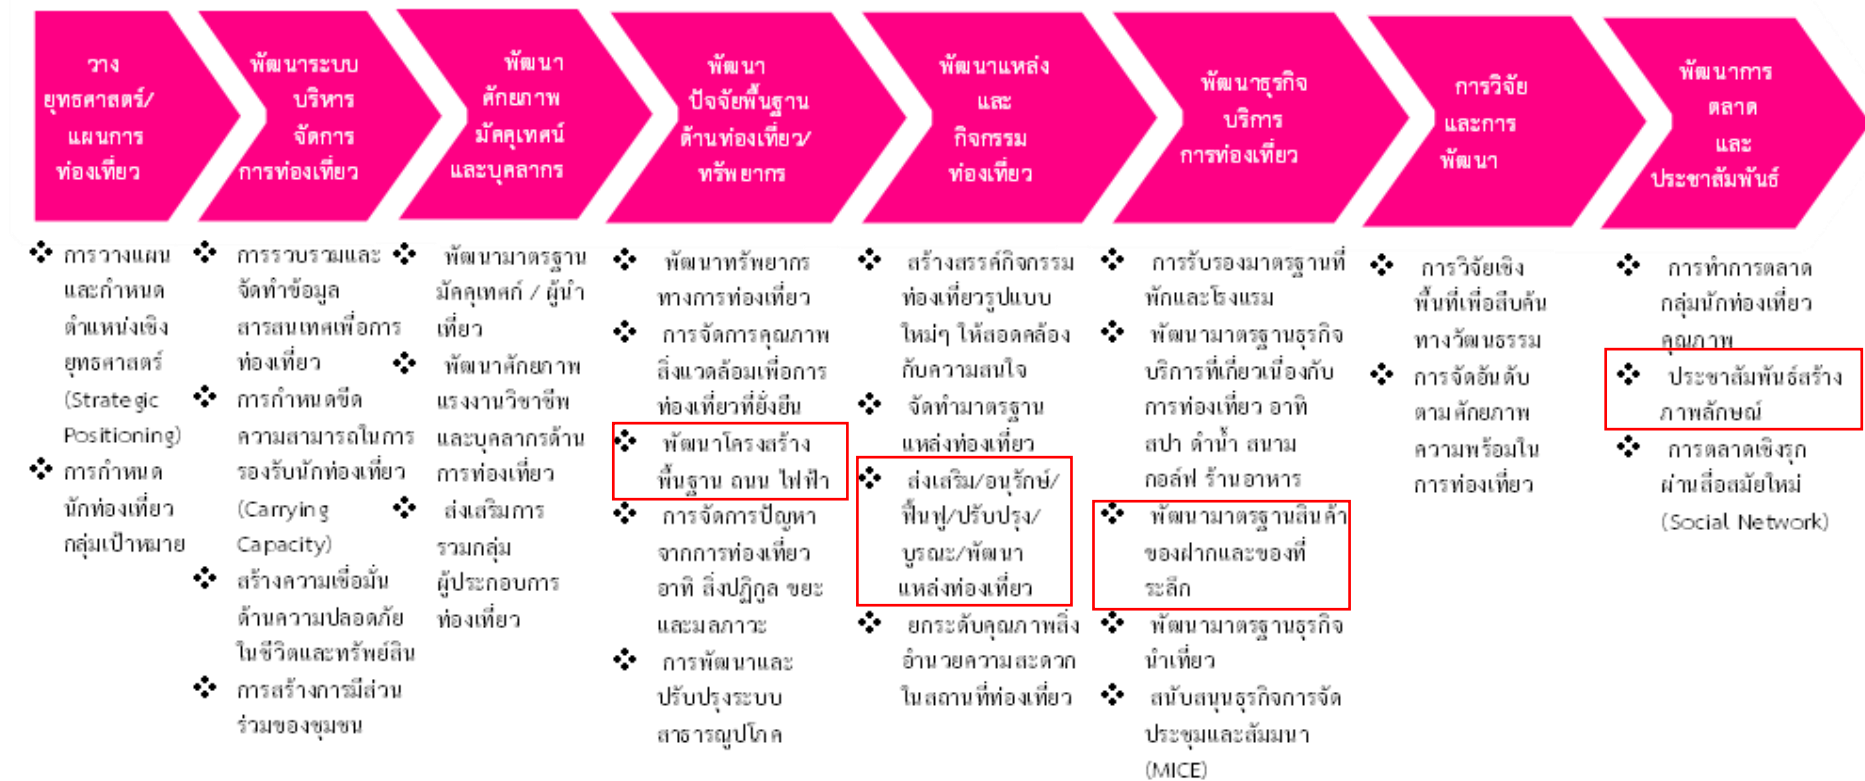 วาง
ยุทธศาสตร์/
แผนการ
ท่องเที่ยว
พัฒนาระบบ
บริหาร
จัดการ
การท่องเที่ยว
พัฒนา
ศักยภาพ
มัคคุเทศน์
และบุคลากร
พัฒนา
ปัจจัยพื้นฐาน
ด้านท่องเที่ยว/
ทรัพยากร
พัฒนาแหล่ง
และ
กิจกรรม
ท่องเที่ยว
พัฒนาธุรกิจ
บริการ
การท่องเที่ยว
การวิจัย
และการ
พัฒนา
พัฒนาการ
ตลาด
และ
ประชาสัมพันธ์
❖ การวางแผน
และกำหนด
ตำแหน่งเชิง
ยุทธศาสตร์
(Strategic
Positioning)
❖ การกำหนด
นักท่องเที่ยว
กลุ่มเป้าหมาย
❖ การรวบรวมและ
จัดทำข้อมูล
สารสนเทศเพื่อการ
ท่องเที่ยว
❖ การกำหนดขีด
ความสามารถในการ
รองรับนักท่องเที่ยว
(Carrying
Capacity)
❖ สร้างความเชื่อมั่น
ด้านความปลอดภัย
ในชีวิตและทรัพย์สิน
❖ การสร้างการมีส่วน
ร่วมของชุมชน
❖ พัฒนามาตรฐาน
มัคคุเทศก์ / ผู้นำ
เที่ยว
❖ พัฒนาศักยภาพ
แรงงานวิชาชีพ
และบุคลากรด้าน
การท่องเที่ยว
❖ ส่งเสริมการ
รวมกลุ่ม
ผู้ประกอบการ
ท่องเที่ยว
❖ พัฒนาทรัพยากร
ทางการท่องเที่ยว
❖ การจัดการคุณภาพ
สิ่งแวดล้อมเพื่อการ
ท่องเที่ยวที่ยั่งยืน
❖ พัฒนาโครงสร้าง
พื้นฐาน ถนน ไฟฟ้า
❖ การจัดการปัญหา
จากการท่องเที่ยว
อาทิ สิ่งปฏิกูล ขยะ
และมลภาวะ
❖ การพัฒนาและ
ปรับปรุงระบบ
สาธารณูปโภค
❖ สร้างสรรค์กิจกรรม
ท่องเที่ยวรูปแบบ
ใหม่ๆ ให้สอดคล้อง
กับความสนใจ
❖ จัดทำมาตรฐาน
แหล่งท่องเที่ยว
❖ ส่งเสริม/อนุรักษ์/
ฟื้นฟู/ปรับปรุง/
บูรณะ/พัฒนา
แหล่งท่องเที่ยว
❖ ยกระดับคุณภาพสิ่ง
อำนวยความสะดวก
ในสถานที่ท่องเที่ยว
❖ การรับรองมาตรฐานที่
พักและโรงแรม
❖ พัฒนามาตรฐานธุรกิจ
บริการที่เกี่ยวเนื่องกับ
การท่องเที่ยว อาทิ
สปา ดำน้ำ สนาม
กอล์ฟ ร้านอาหาร
❖ พัฒนามาตรฐานสินค้า
ของฝากและของที่
ระลึก
❖ พัฒนามาตรฐานธุรกิจ
นำเที่ยว
❖ สนับสนุนธุรกิจการจัด
ประชุมและสัมมนา
(MICE)
❖ การวิจัยเชิง
พื้นที่เพื่อสืบค้น
ทางวัฒนธรรม
❖ การจัดอันดับ
ตามศักยภาพ
ความพร้อมใน
การท่องเที่ยว
❖ การทำการตลาด
กลุ่มนักท่องเที่ยว
คุณภาพ
❖ ประชาสัมพันธ์สร้าง
ภาพลักษณ์
❖ การตลาดเชิงรุก
ผ่านสื่อสมัยใหม่
(Social Network)